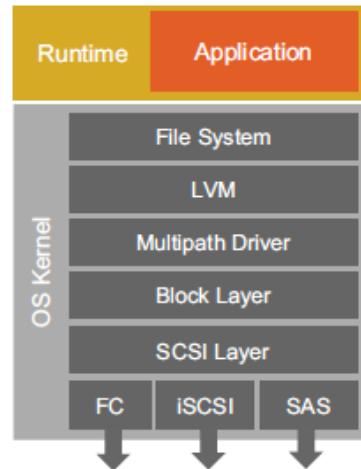 Runtime
Application
OS Kernel
File System
LVM
Multipath Driver
Block Layer
SCSI Layer
FC
iSCSI
SAS